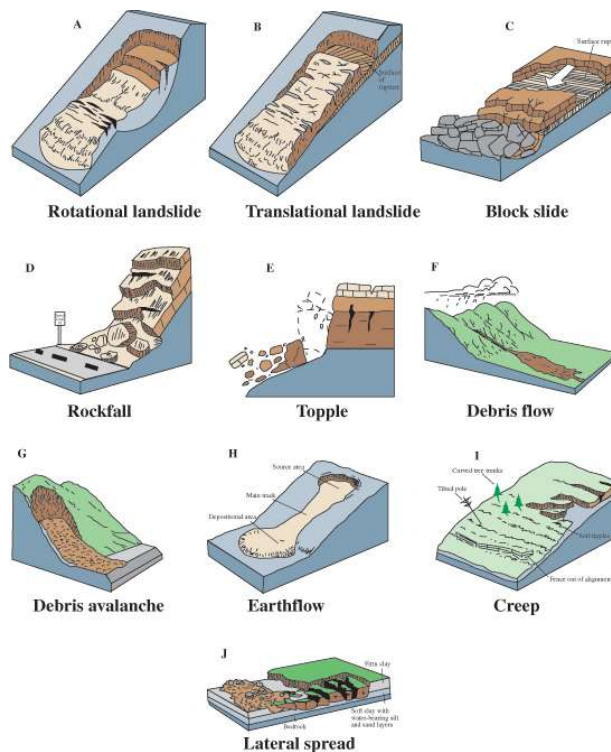 A
B
C
Surface of rupture
Surface rupture
Rotational landslide
Translational landslide
Block slide
D
E
F
Rockfall
Topple
Debris flow
G
H
I
Source area
Main track
Depositional area
Curved tree trunks
Tilted pole
Soil ripples
Fence out of alignment
Debris avalanche
Earthflow
Creep
J
Firm clay
Soft clay with
water-bearing silt
and sand layers
Bedrock
Lateral spread